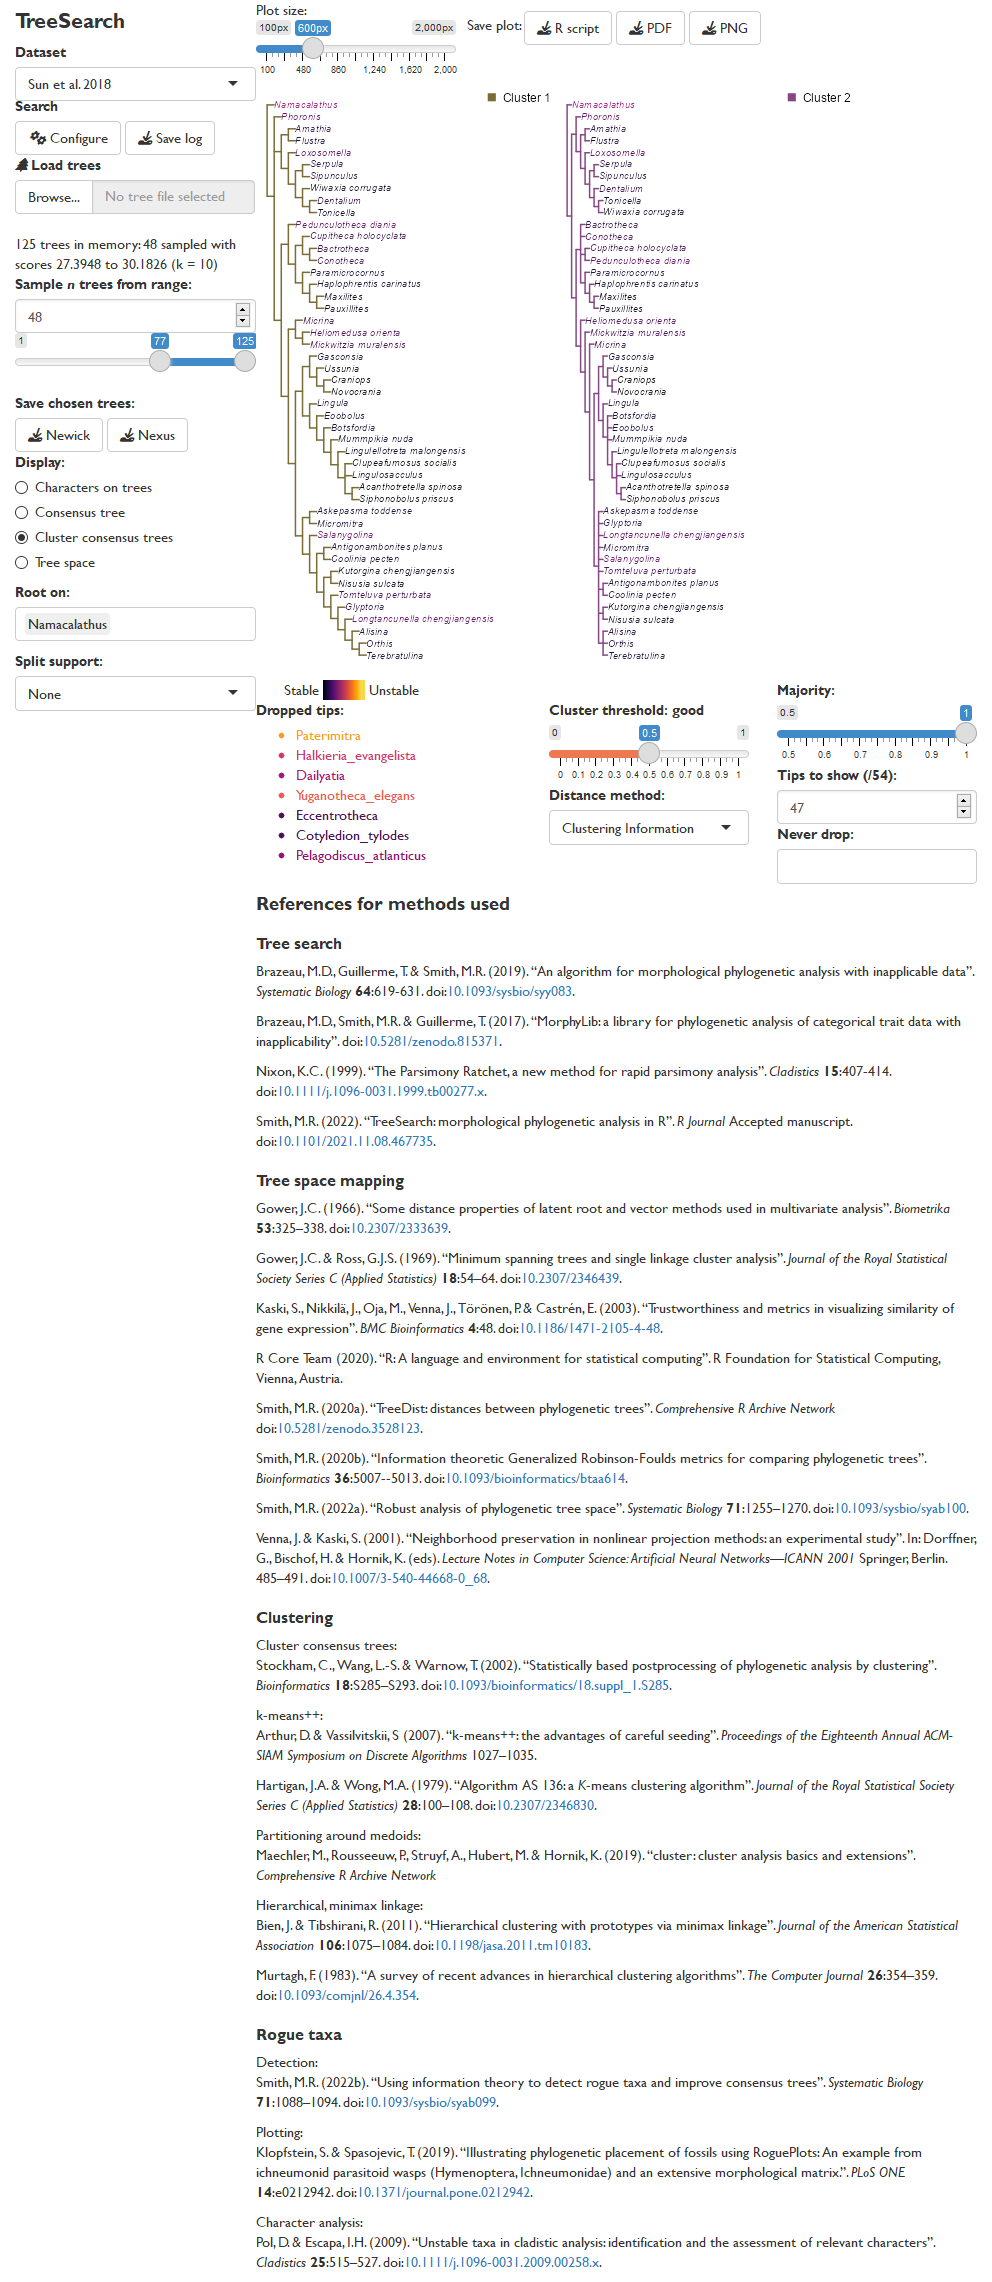 TreeSearch
Dataset
Sun et al. 2018
Search
Configure
Save log
Load trees
Browse...
No tree file selected
125 trees in memory: 48 sampled with
scores 27.3948 to 30.1826 (k = 10)
Sample n trees from range:
48
1
77
125
Save chosen trees:
Newick
Nexus
Display:
Characters on trees
Consensus tree
Cluster consensus trees
Tree space
Root on:
Namacalathus
Split support:
None
Plot size:
100px
600px
2,000px
100 480 860 1,240 1,620 2,000
Save plot:
R script
PDF
PNG
Cluster 1
Namacalathus
Phoronis
Amathia
Flustra
Loxosomella
Serpula
Sipunculus
Wiwaxia corrugata
Dentalium
Tonicella
Pedunculotheca diania
Cupitheca holocyclata
Bactrotheca
Conotheca
Paramicrocornus
Haplophrentis carinatus
Maxilites
Pauxillites
Micrina
Heliomedusa orienta
Mickwitzia muralensis
Gasconsia
Ussunia
Craniops
Novocrania
Lingula
Eoobolus
Botsfordia
Mummpikia nuda
Lingulellotreta malongensis
Clupeafumosus socialis
Lingulosacculus
Acanthotretella spinosa
Siphonobolus priscus
Askepasma toddense
Micromitra
Salanygolina
Antigonambonites planus
Coolinia pecten
Kutorgina chengjiangensis
Nisusia sulcata
Tomteluva perturbata
Glyptoria
Longtancunella chengjiangensis
Alisina
Orthis
Terebratulina
Cluster 2
Namacalathus
Phoronis
Amathia
Flustra
Loxosomella
Serpula
Sipunculus
Dentalium
Tonicella
Wiwaxia corrugata
Bactrotheca
Conotheca
Cupitheca holocyclata
Pedunculotheca diania
Paramicrocornus
Haplophrentis carinatus
Maxilites
Pauxillites
Heliomedusa orienta
Mickwitzia muralensis
Micrina
Gasconsia
Ussunia
Craniops
Novocrania
Lingula
Botsfordia
Eoobolus
Mummpikia nuda
Lingulellotreta malongensis
Clupeafumosus socialis
Lingulosacculus
Acanthotretella spinosa
Siphonobolus priscus
Askepasma toddense
Glyptoria
Longtancunella chengjiangensis
Micromitra
Salanygolina
Tomteluva perturbata
Antigonambonites planus
Coolinia pecten
Kutorgina chengjiangensis
Nisusia sulcata
Alisina
Orthis
Terebratulina
Stable
Unstable
Dropped tips:
Paterimitra
Halkieria_evangelista
Dailyatia
Yuganotheca_elegans
Eccentrotheca
Cotyledion_tylodes
Pelagodiscus_atlanticus
Cluster threshold: good
0
0.5
1
0 0.1 0.2 0.3 0.4 0.5 0.6 0.7 0.8 0.9 1
Distance method:
Clustering Information
Majority:
0.5
1
0.5 0.6 0.7 0.8 0.9 1
Tips to show (/54):
47
Never drop:
References for methods used
Tree search
Brazeau, M.D., Guillerme, T. & Smith, M.R. (2019). “An algorithm for morphological phylogenetic analysis with inapplicable data”.
Systematic Biology 64:619-631. doi:10.1093/sysbio/syy083.
Brazeau, M.D., Smith, M.R. & Guillerme, T. (2017). “MorphyLib: a library for phylogenetic analysis of categorical trait data with
inapplicability”. doi:10.5281/zenodo.815371.
Nixon, K.C. (1999). “The Parsimony Ratchet, a new method for rapid parsimony analysis”. Cladistics 15:407-414.
doi:10.1111/j.1096-0031.1999.tb00277.x.
Smith, M.R. (2022). “TreeSearch: morphological phylogenetic analysis in R”. R Journal Accepted manuscript.
doi:10.1101/2021.11.08.467735.
Tree space mapping
Gower, J.C. (1966). “Some distance properties of latent root and vector methods used in multivariate analysis”. Biometrika
53:325–338. doi:10.2307/2333639.
Gower, J.C. & Ross, G.J.S. (1969). “Minimum spanning trees and single linkage cluster analysis”. Journal of the Royal Statistical
Society Series C (Applied Statistics) 18:54–64. doi:10.2307/2346439.
Kaski, S., Nikkilä, J., Oja, M., Venna, J., Törönen, P. & Castrén, E. (2003). “Trustworthiness and metrics in visualizing similarity of
gene expression”. BMC Bioinformatics 4:48. doi:10.1186/1471-2105-4-48.
R Core Team (2020). “R: A language and environment for statistical computing”. R Foundation for Statistical Computing,
Vienna, Austria.
Smith, M.R. (2020a). “TreeDist: distances between phylogenetic trees”. Comprehensive R Archive Network
doi:10.5281/zenodo.3528123.
Smith, M.R. (2020b). “Information theoretic Generalized Robinson-Foulds metrics for comparing phylogenetic trees”.
Bioinformatics 36:5007--5013. doi:10.1093/bioinformatics/btaa614.
Smith, M.R. (2022a). “Robust analysis of phylogenetic tree space”. Systematic Biology 71:1255–1270. doi:10.1093/sysbio/syab100.
Venna, J. & Kaski, S. (2001). “Neighborhood preservation in nonlinear projection methods: an experimental study”. In: Dorffner,
G., Bischof, H. & Hornik, K. (eds). Lecture Notes in Computer Science: Artificial Neural Networks—ICANN 2001 Springer, Berlin.
485–491. doi:10.1007/3-540-44668-0_68.
Clustering
Cluster consensus trees:
Stockham, C., Wang, L.-S. & Warnow, T. (2002). “Statistically based postprocessing of phylogenetic analysis by clustering”.
Bioinformatics 18:S285–S293. doi:10.1093/bioinformatics/18.suppl_1.S285.
k-means++:
Arthur, D. & Vassilvitskii, S (2007). “k-means++: the advantages of careful seeding”. Proceedings of the Eighteenth Annual ACM-
SIAM Symposium on Discrete Algorithms 1027–1035.
Hartigan, J.A. & Wong, M.A. (1979). “Algorithm AS 136: a K-means clustering algorithm”. Journal of the Royal Statistical Society
Series C (Applied Statistics) 28:100–108. doi:10.2307/2346830.
Partitioning around medoids:
Maechler, M., Rousseeuw, P., Struyf, A., Hubert, M. & Hornik, K. (2019). “cluster: cluster analysis basics and extensions”.
Comprehensive R Archive Network
Hierarchical, minimax linkage:
Bien, J. & Tibshirani, R. (2011). “Hierarchical clustering with prototypes via minimax linkage”. Journal of the American Statistical
Association 106:1075–1084. doi:10.1198/jasa.2011.tm10183.
Murtagh, F. (1983). “A survey of recent advances in hierarchical clustering algorithms”. The Computer Journal 26:354–359.
doi:10.1093/comjnl/26.4.354.
Rogue taxa
Detection:
Smith, M.R. (2022b). “Using information theory to detect rogue taxa and improve consensus trees”. Systematic Biology
71:1088–1094. doi:10.1093/sysbio/syab099.
Plotting:
Klopfstein, S. & Spasojevic, T. (2019). “Illustrating phylogenetic placement of fossils using RoguePlots: An example from
ichneumonid parasitoid wasps (Hymenoptera, Ichneumonidae) and an extensive morphological matrix.”. PLoS ONE
14:e0212942. doi:10.1371/journal.pone.0212942.
Character analysis:
Pol, D. & Escapa, I.H. (2009). “Unstable taxa in cladistic analysis: identification and the assessment of relevant characters”.
Cladistics 25:515–527. doi:10.1111/j.1096-0031.2009.00258.x.